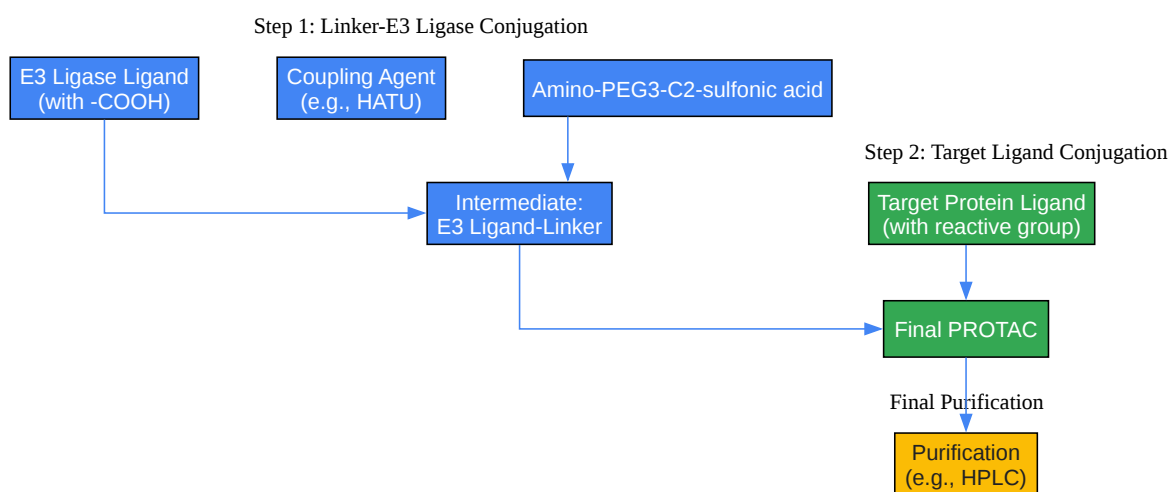 Step 1: Linker-E3 Ligase Conjugation
E3 Ligase Ligand
(with -COOH)
Coupling Agent
(e.g., HATU)
Amino-PEG3-C2-sulfonic acid
Step 2: Target Ligand Conjugation
Intermediate:
E3 Ligand-Linker
Target Protein Ligand
(with reactive group)
Final PROTAC
Final Purification
Purification
(e.g., HPLC)